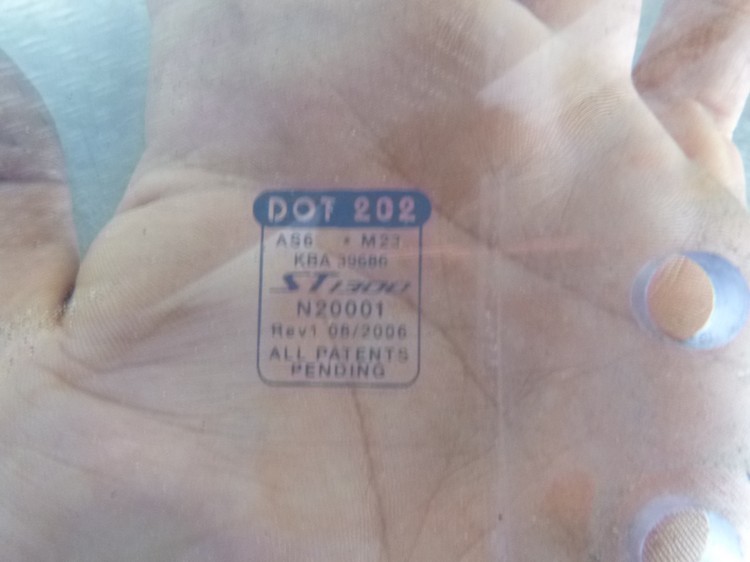 DOT 202
AS6 • M23
KBA 39686
ST1300
N20001
Rev1 08/2006
ALL PATENTS
PENDING